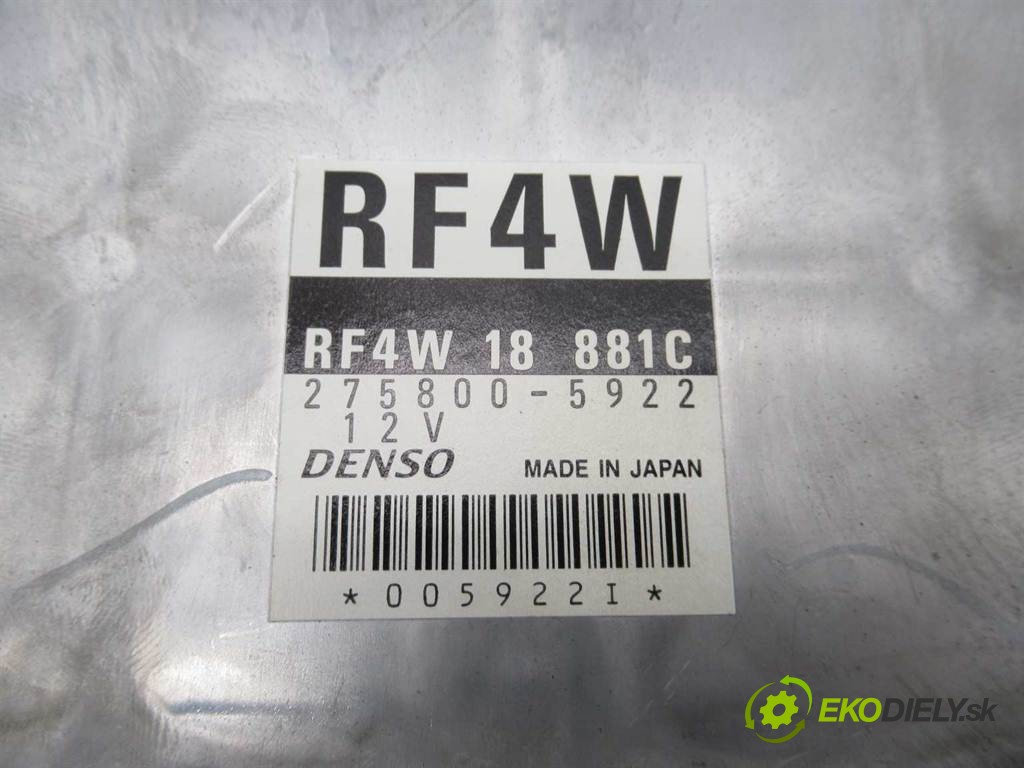 RF4W
RF4W 18 881C
275800-5922
12V
DENSO MADE IN JAPAN
*005922I*
EKODIELY.sk